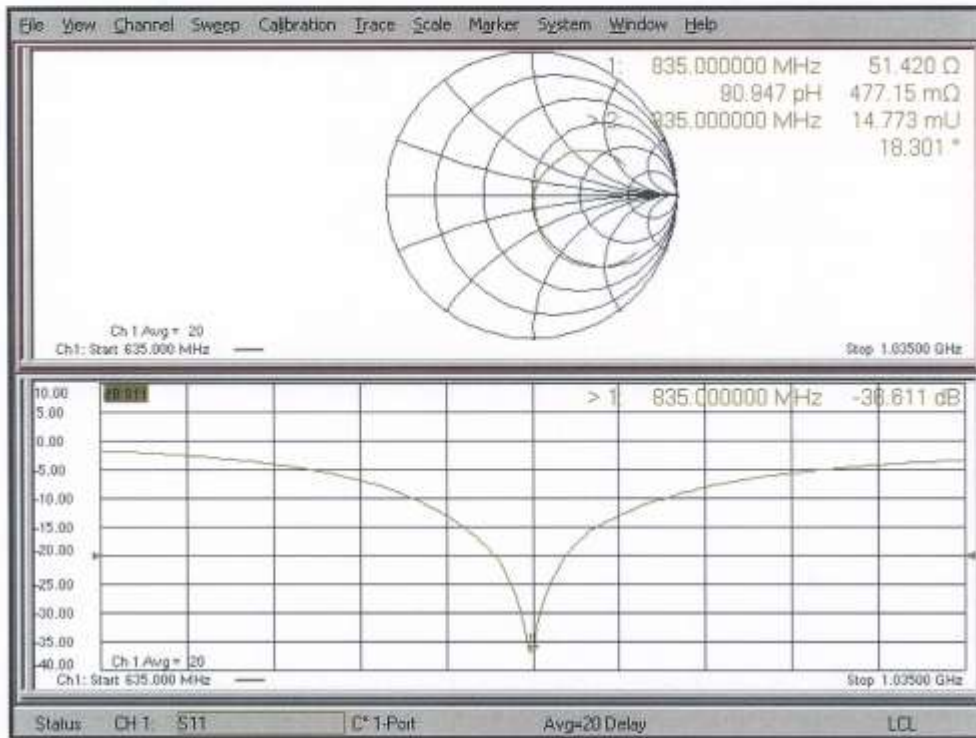 File View Channel Sweep Calibration Trace Scale Marker System Window Help
1: 835.000000 MHz 51.420 Ω
90.947 pH 477.15 mΩ
> 2: 835.000000 MHz 14.773 mU
18.301 °
Ch 1 Avg = 20
Ch1: Start 635.000 MHz
Stop 1.03500 GHz
10.00
> 1: 835.000000 MHz -36.611 dB
5.00
0.00
-5.00
-10.00
-15.00
-20.00
-25.00
-30.00
-35.00
-40.00
Ch 1 Avg = 20
Ch1: Start 635.000 MHz
Stop 1.03500 GHz
Status CH 1: S11 C* 1-Port Avg=20 Delay LCL